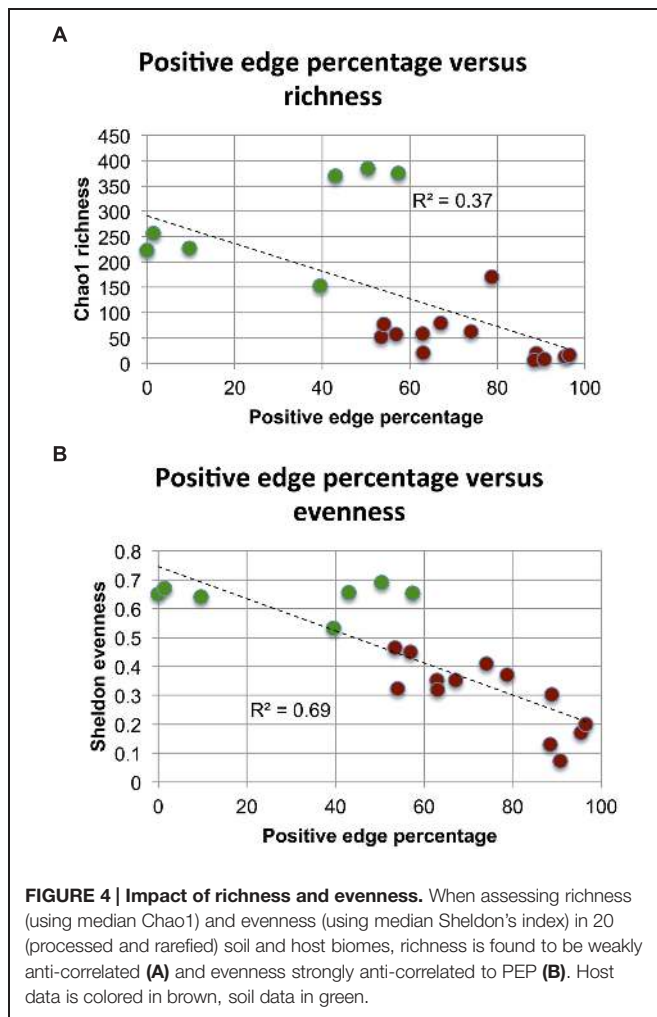 A
Positive edge percentage versus
richness
Chao1 richness
450
400
350
300
250
200
150
100
50
0
R² = 0.37
0 20 40 60 80 100
Positive edge percentage
B
Positive edge percentage versus
evenness
Sheldon evenness
0.8
0.7
0.6
0.5
0.4
0.3
0.2
0.1
0
R² = 0.69
0 20 40 60 80 100
Positive edge percentage
FIGURE 4 | Impact of richness and evenness. When assessing richness
(using median Chao1) and evenness (using median Sheldon's index) in 20
(processed and rarefied) soil and host biomes, richness is found to be weakly
anti-correlated (A) and evenness strongly anti-correlated to PEP (B). Host
data is colored in brown, soil data in green.